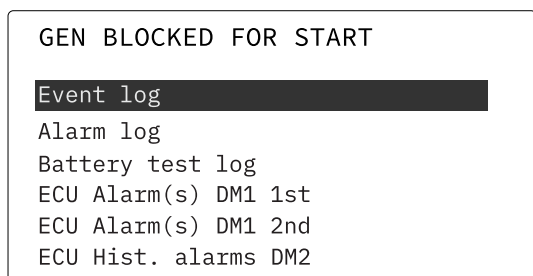 GEN BLOCKED FOR START
Event log
Alarm log
Battery test log
ECU Alarm(s) DM1 1st
ECU Alarm(s) DM1 2nd
ECU Hist. alarms DM2